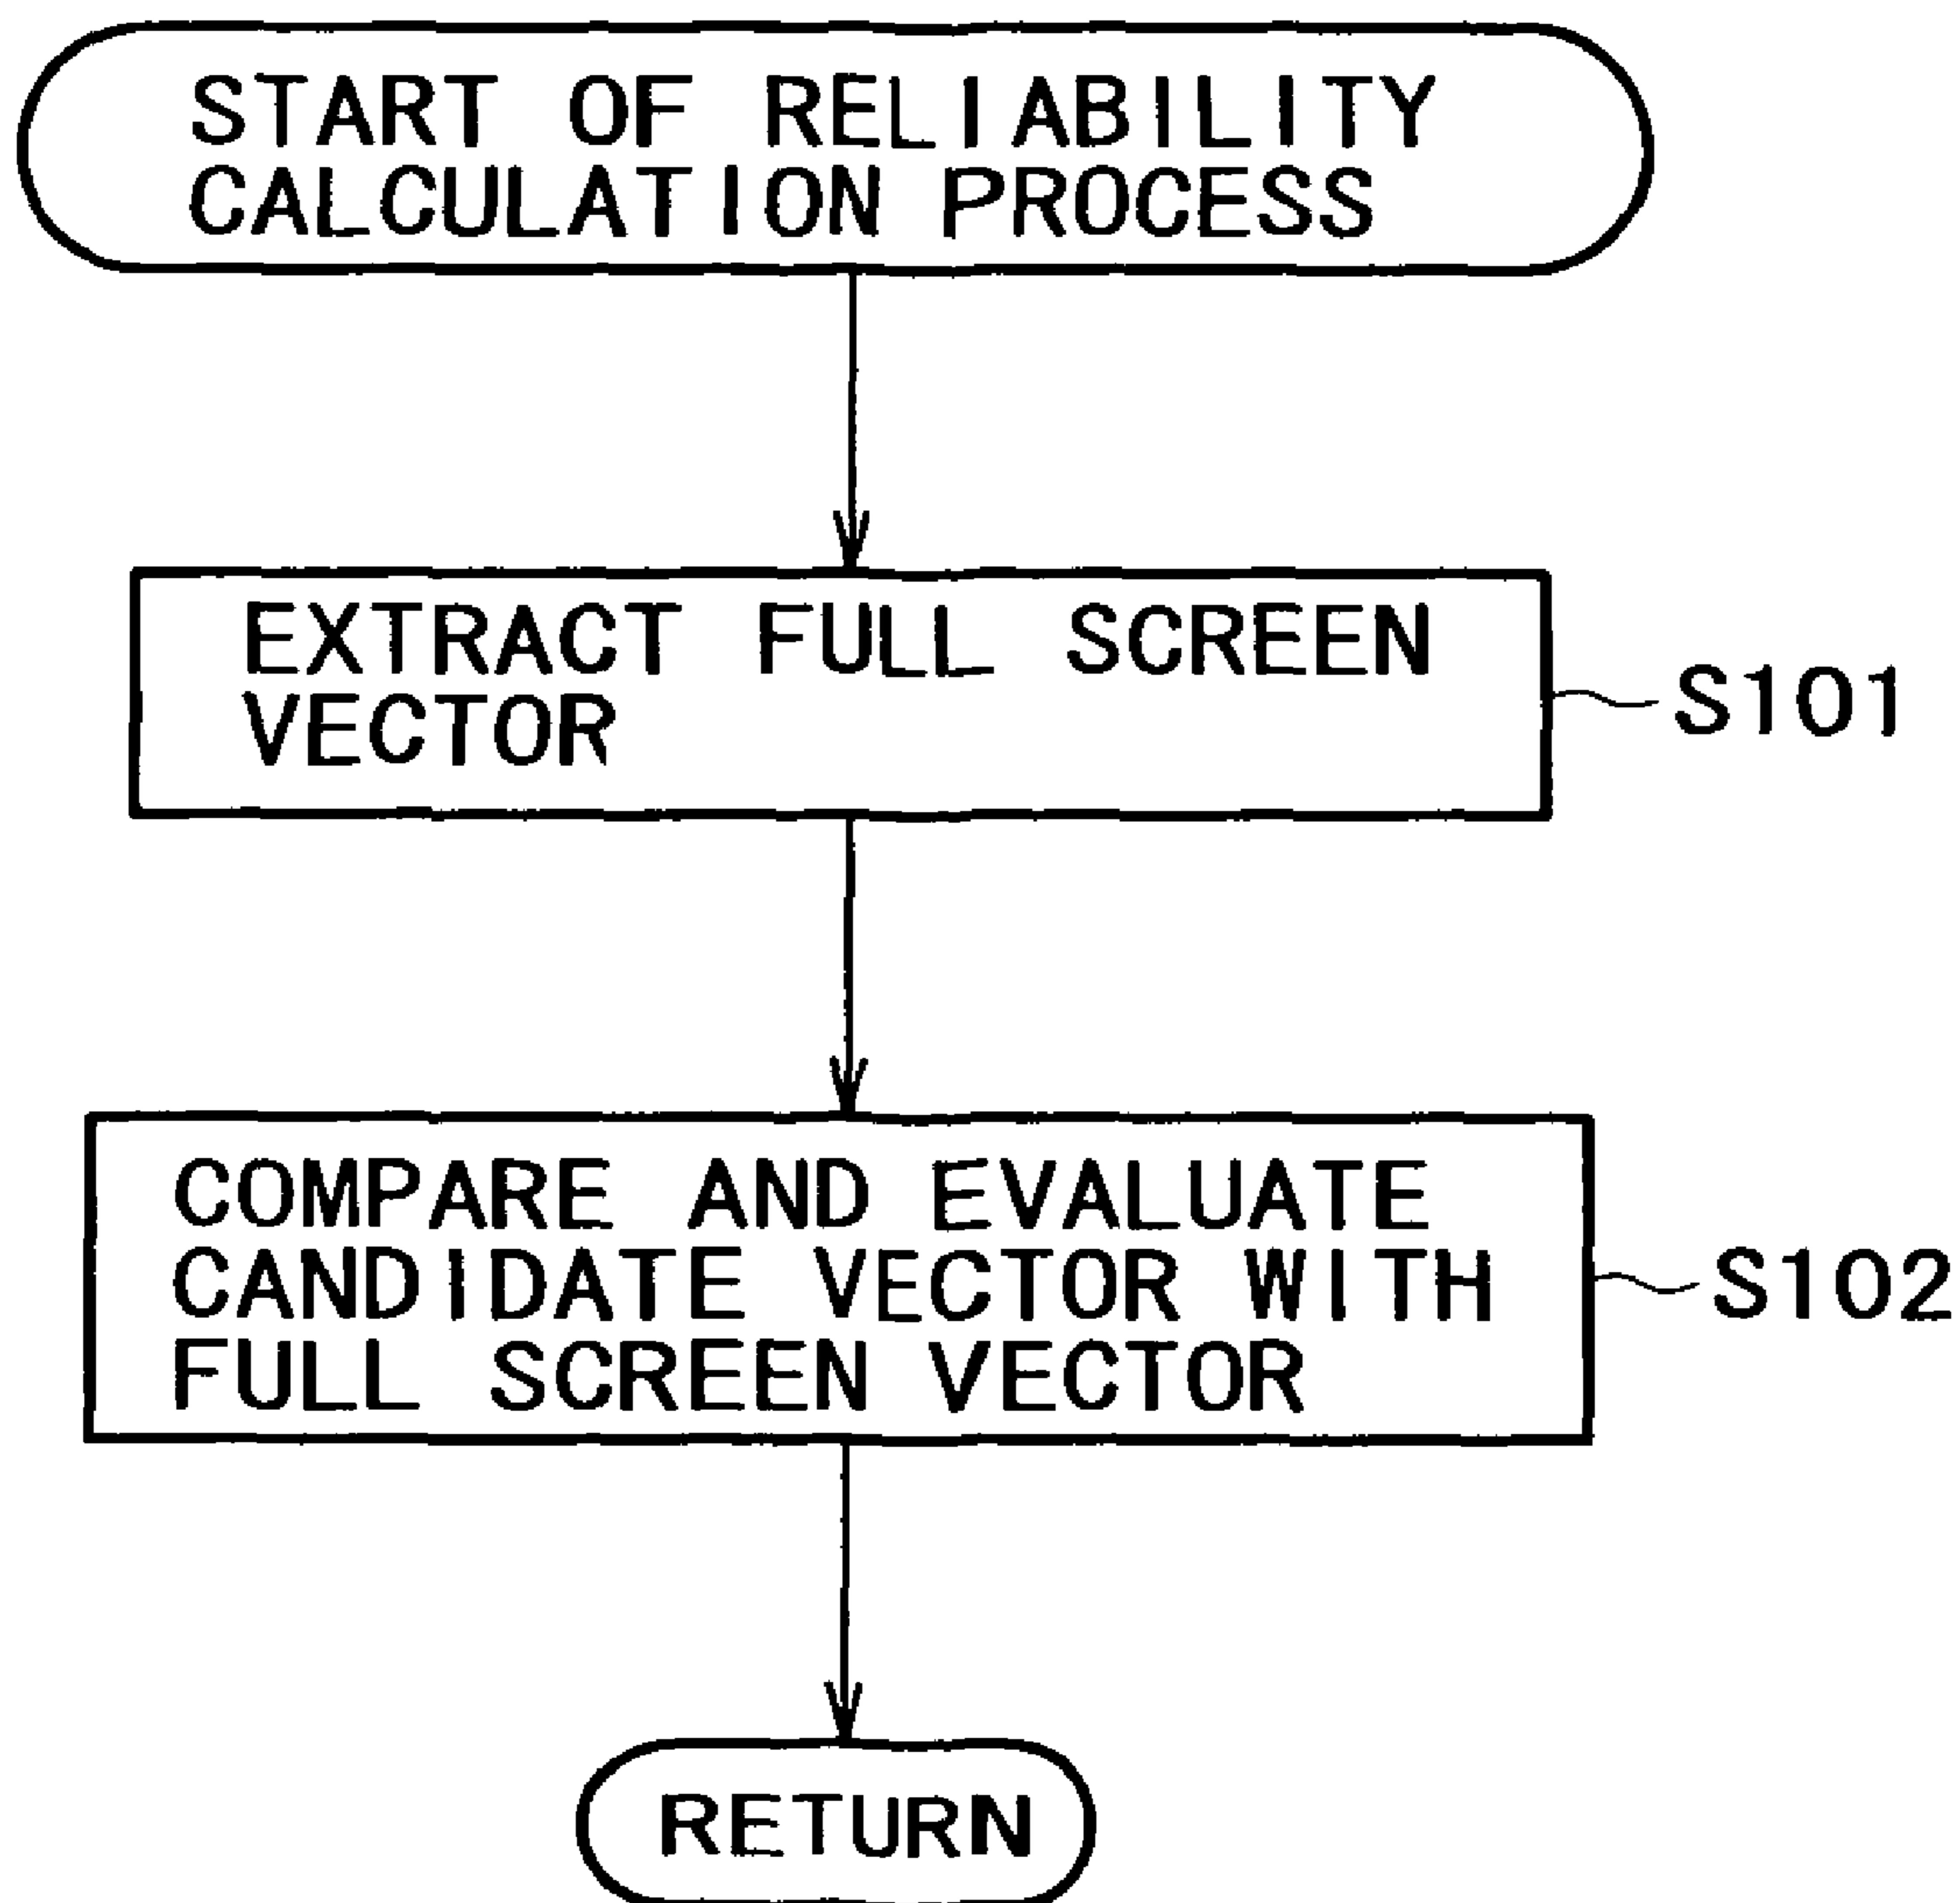 START OF RELIABILITY
CALCULATION PROCESS
EXTRACT FULL SCREEN
VECTOR
S101
COMPARE AND EVALUATE
CANDIDATE VECTOR WITH
FULL SCREEN VECTOR
S102
RETURN